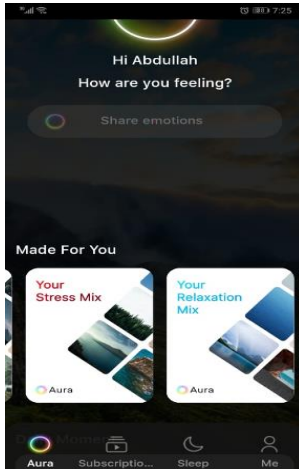 7:25
Hi Abdullah
How are you feeling?
Share emotions
Made For You
Your
Stress Mix
Aura
Your
Relaxation
Mix
Aura
Aura
Subscriptio...
Sleep
Me